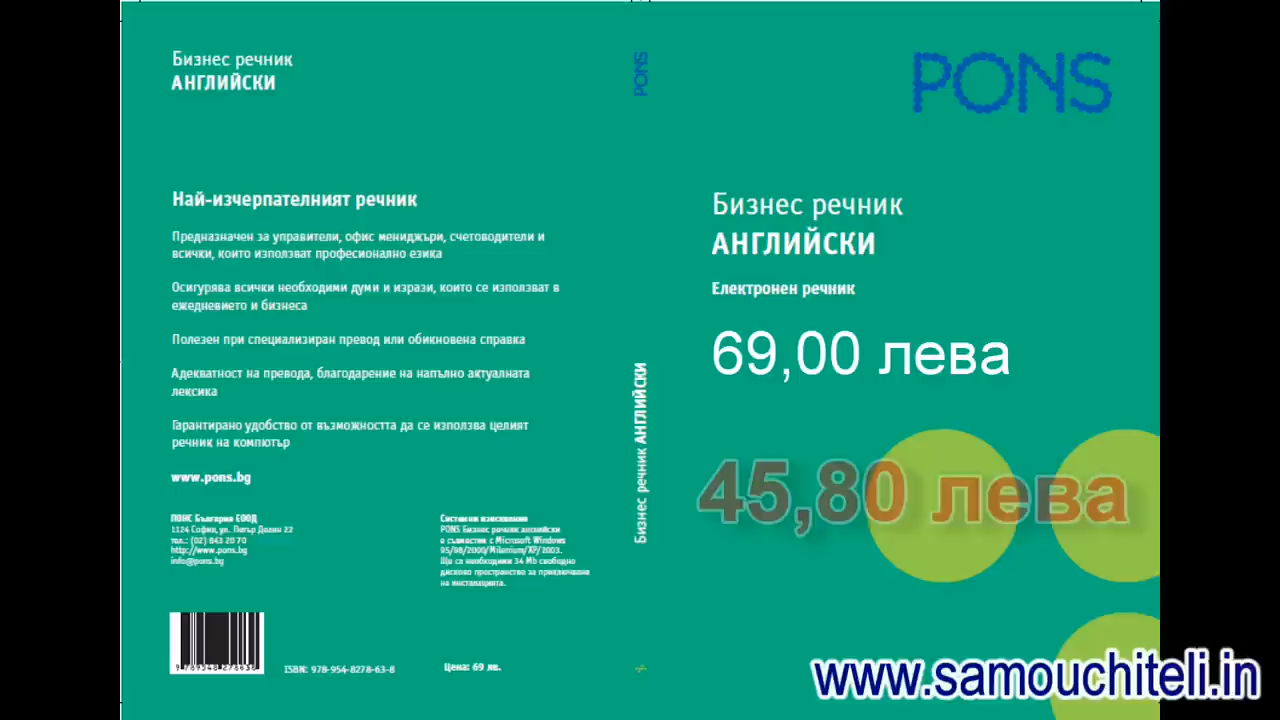 Бизнес речник
АНГЛИЙСКИ
Най-изчерпателният речник
Предназначен за управители, офис мениджъри, счетоводители и
всички, които използват професионално езика
Осигурява всички необходими думи и изрази, които се използват в
ежедневието и бизнеса
Полезен при специализиран превод или обикновена справка
Адекватност на превода, благодарение на напълно актуалната
лексика
Гарантирано удобство от възможността да се използва целият
речник на компютър
www.pons.bg
ПОНС България ЕООД
1124 София, ул. Петър Делян 22
тел.: (02) 843 20 70
http://www.pons.bg
info@pons.bg
Системни изисквания
PONS Бизнес речник английски
е съвместим с Microsoft Windows
95/98/2000/Milenium/XP/2003.
Ще са необходими 34 Mb свободно
дисково пространство за приключване
на инсталацията.
9 789548 278638
ISBN: 978-954-8278-63-8
Цена: 69 лв.
PONS
Бизнес речник АНГЛИЙСКИ
PONS
Бизнес речник
АНГЛИЙСКИ
Електронен речник
69,00 лева
45,80 лева
www.samouchiteli.in